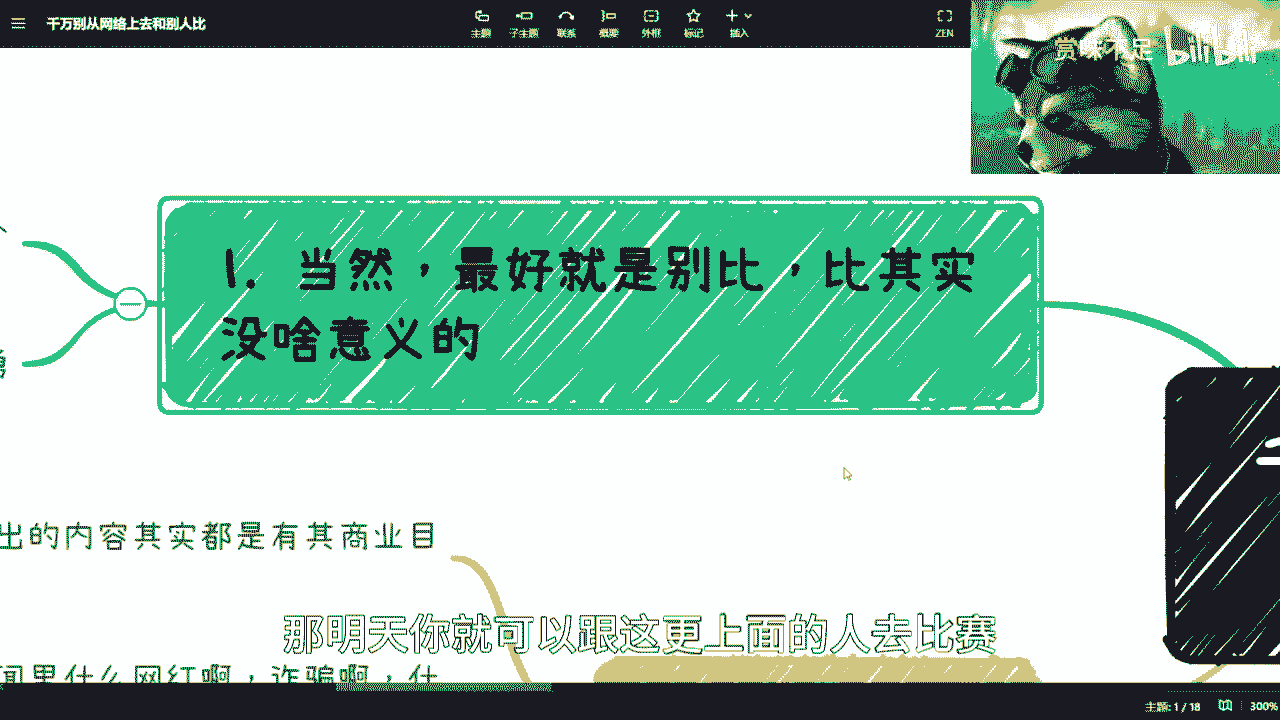 千万别从网络上去和别人比
主题 子主题 联系 概要 外框 标记 插入 ZEN
赏味不足 bilibili
1. 当然，最好就是别比，比其实
没啥意义的
出的内容其实都是有其商业目
那明天你就可以跟这更上面的人去比赛
间里什么网红啊，诈骗啊，什
主题: 1 / 18 300%